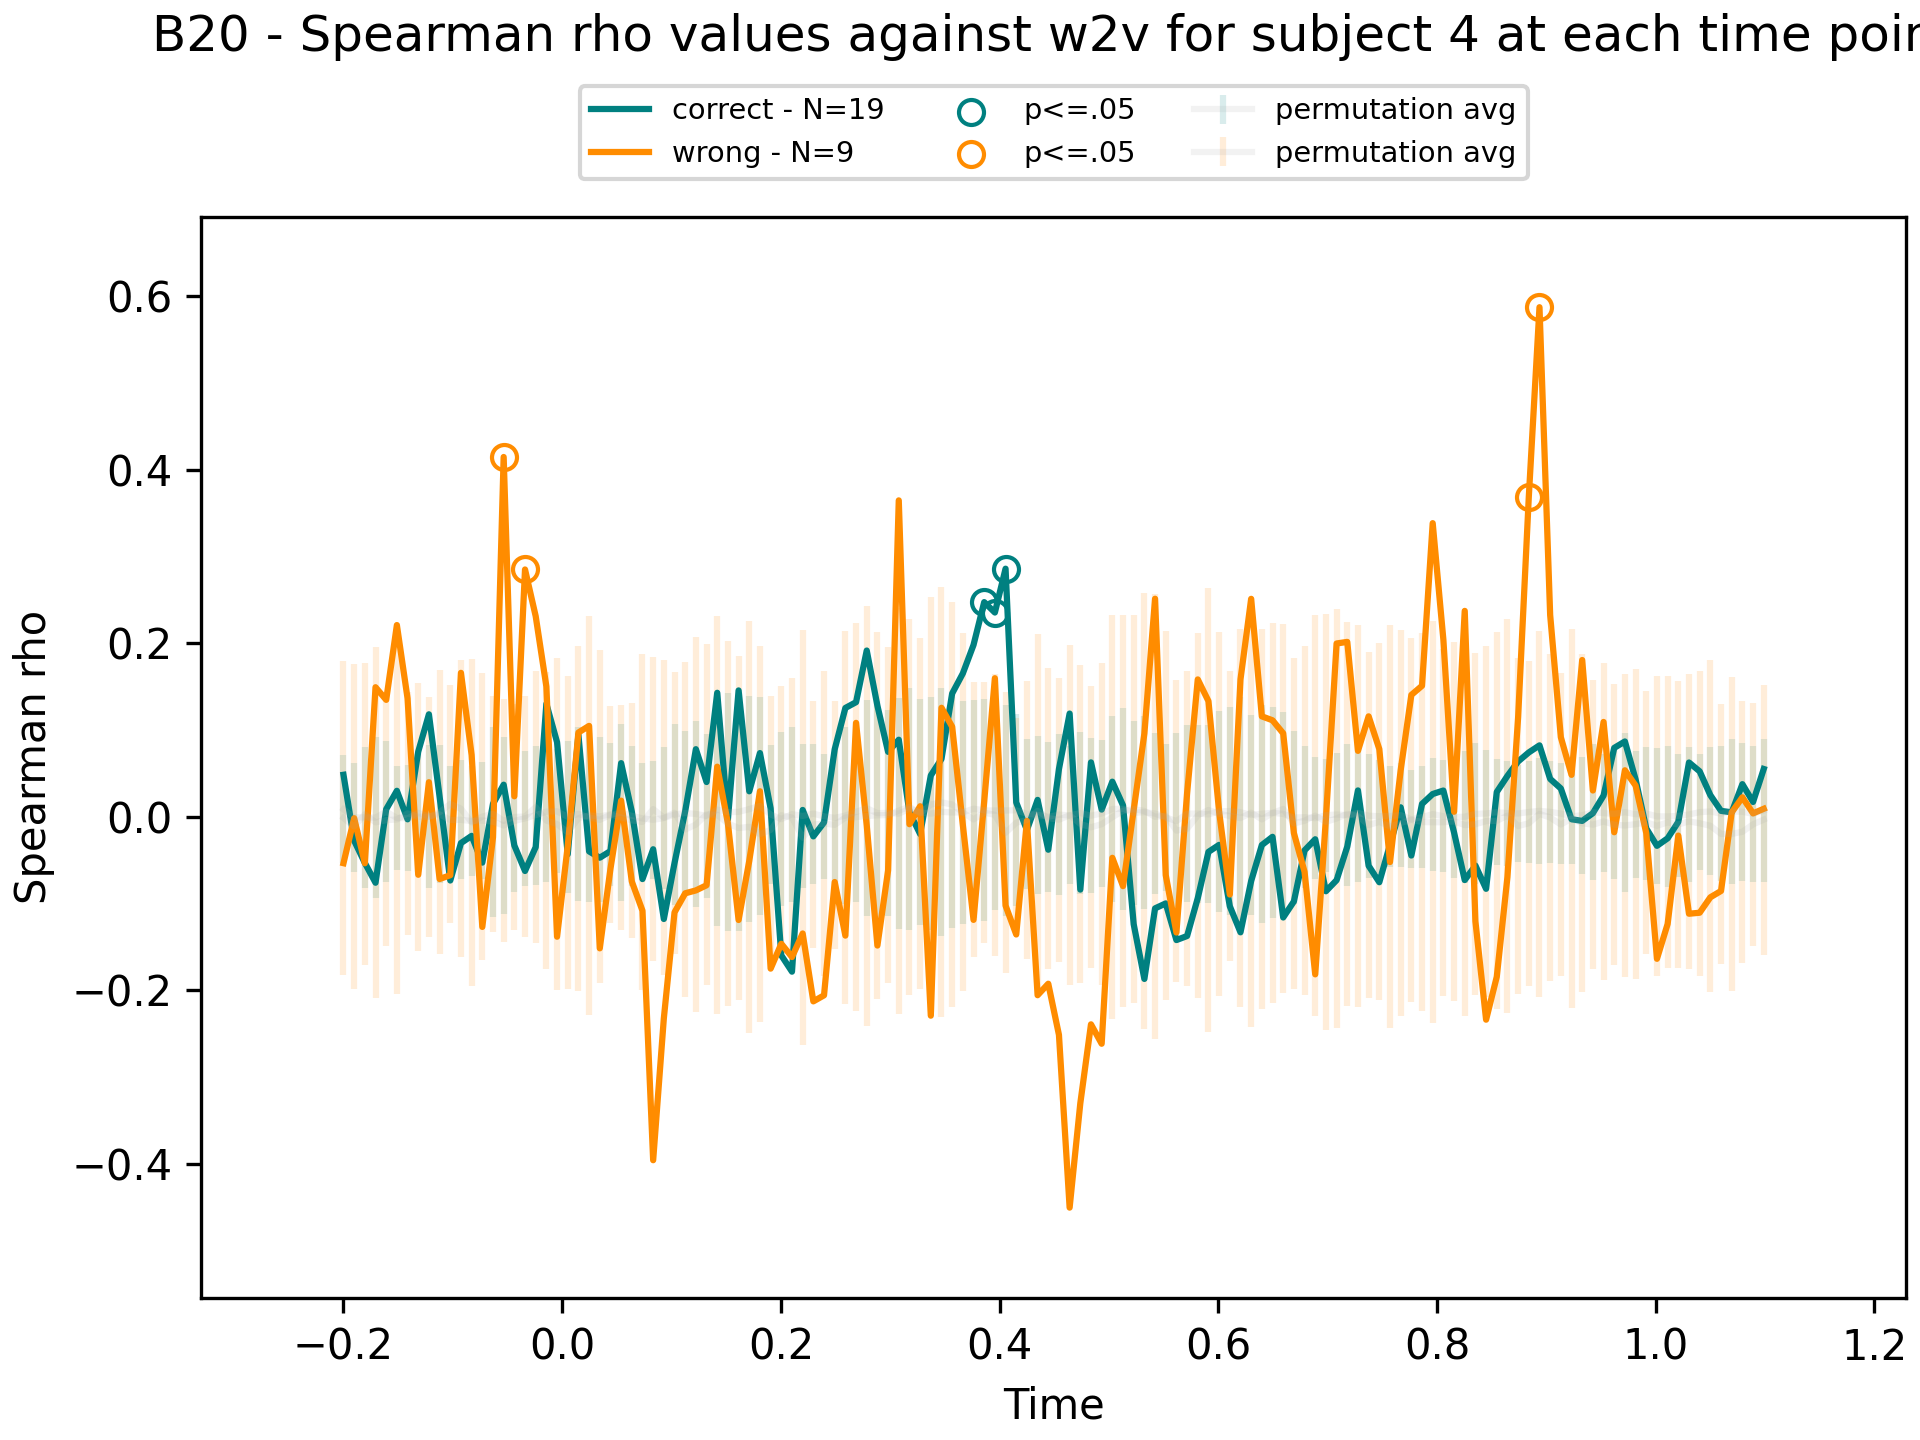 B20 - Spearman rho values against w2v for subject 4 at each time
correct - N=19 p<=.05 permutation avg
wrong - N=9 p<=.05 permutation avg
Spearman rho
0.6
0.4
0.2
0.0
−0.2
−0.4
−0.2 0.0 0.2 0.4 0.6 0.8 1.0 1.2
Time